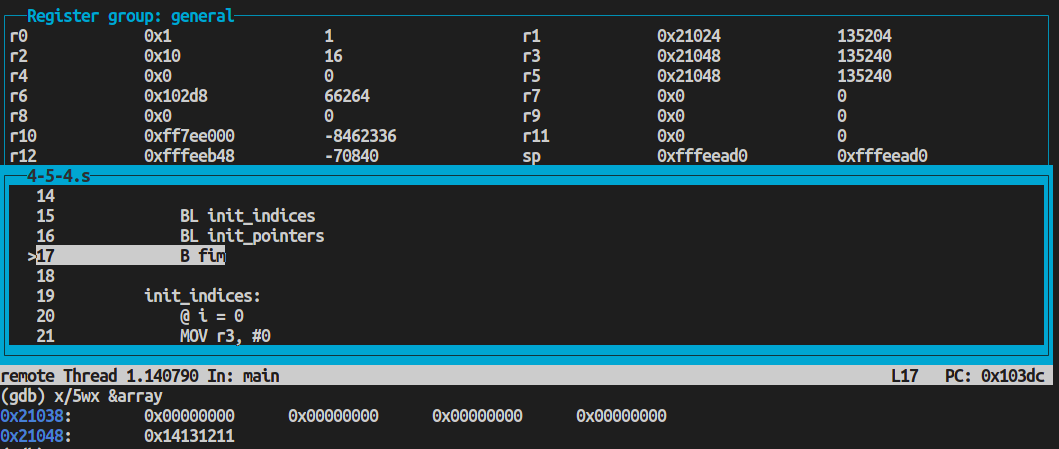 Register group: general
r0 0x1 1 r1 0x21024 135204
r2 0x10 16 r3 0x21048 135240
r4 0x0 0 r5 0x21048 135240
r6 0x102d8 66264 r7 0x0 0
r8 0x0 0 r9 0x0 0
r10 0xff7ee000 -8462336 r11 0x0 0
r12 0xfffeeb48 -70840 sp 0xfffeead0 0xfffeead0
4-5-4.s
14
15 BL init_indices
16 BL init_pointers
>17 B fim
18
19 init_indices:
20 @ i = 0
21 MOV r3, #0
remote Thread 1.140790 In: main L17 PC: 0x103dc
(gdb) x/5wx &array
0x21038: 0x00000000 0x00000000 0x00000000 0x00000000
0x21048: 0x14131211